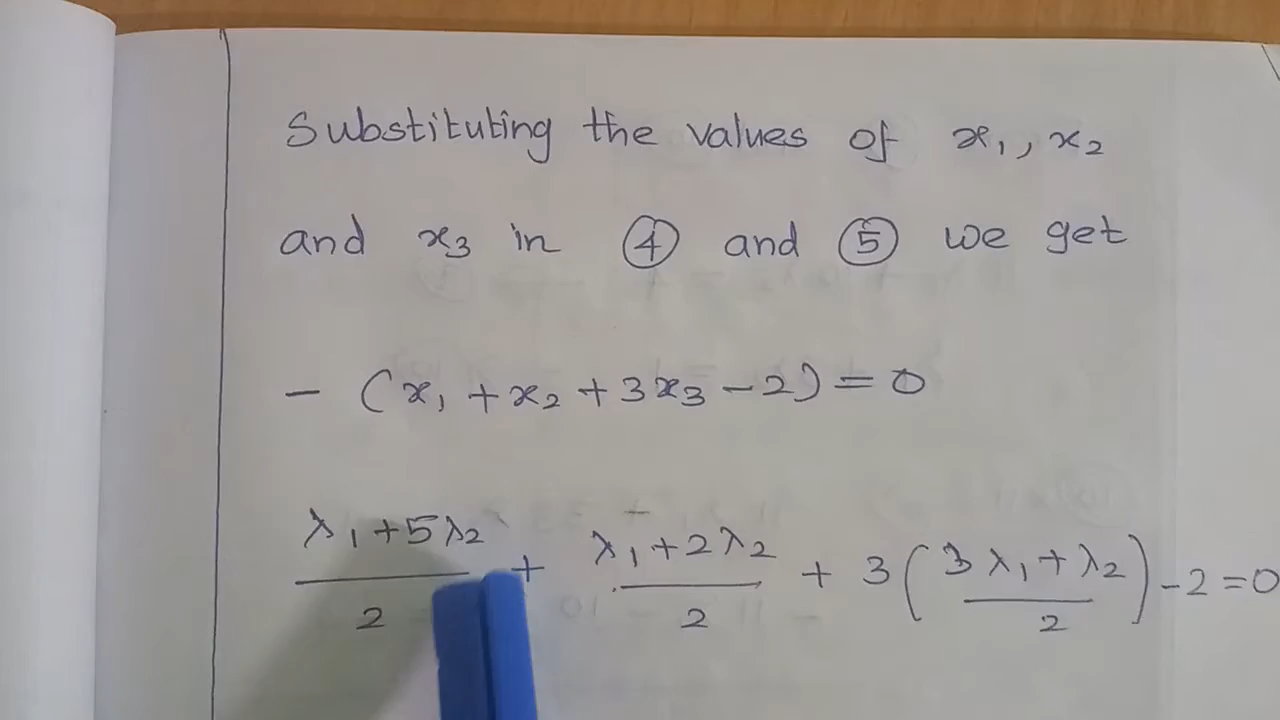 Substituting the values of x₁, x₂
and x₃ in ④ and ⑤ we get
− (x₁ + x₂ + 3x₃ − 2) = 0
(λ₁ + 5λ₂)/2 + (λ₁ + 2λ₂)/2 + 3((3λ₁ + λ₂)/2) − 2 = 0